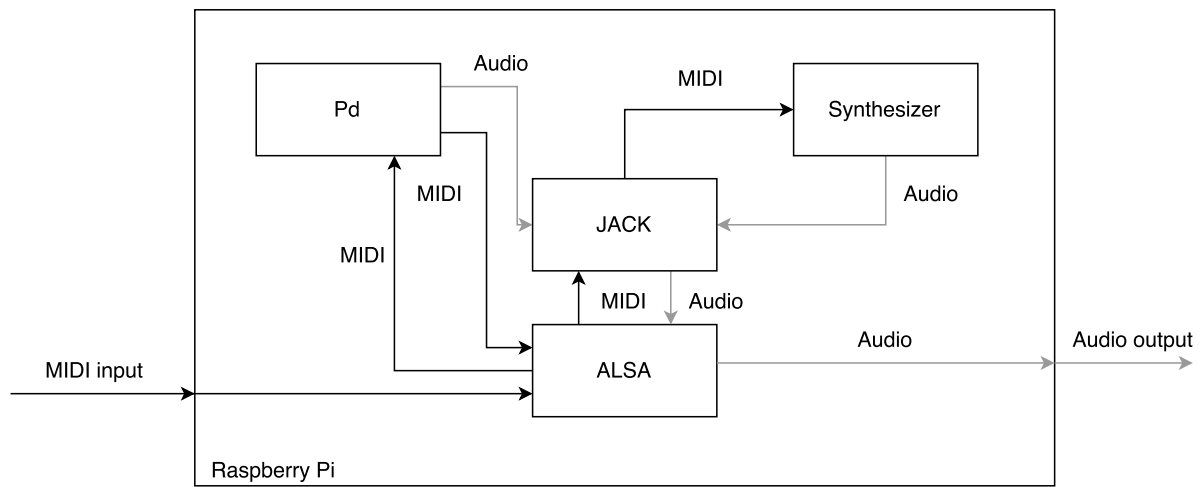 Audio
MIDI
Pd
Synthesizer
MIDI
Audio
JACK
MIDI
MIDI
Audio
Audio
Audio output
MIDI input
ALSA
Raspberry Pi